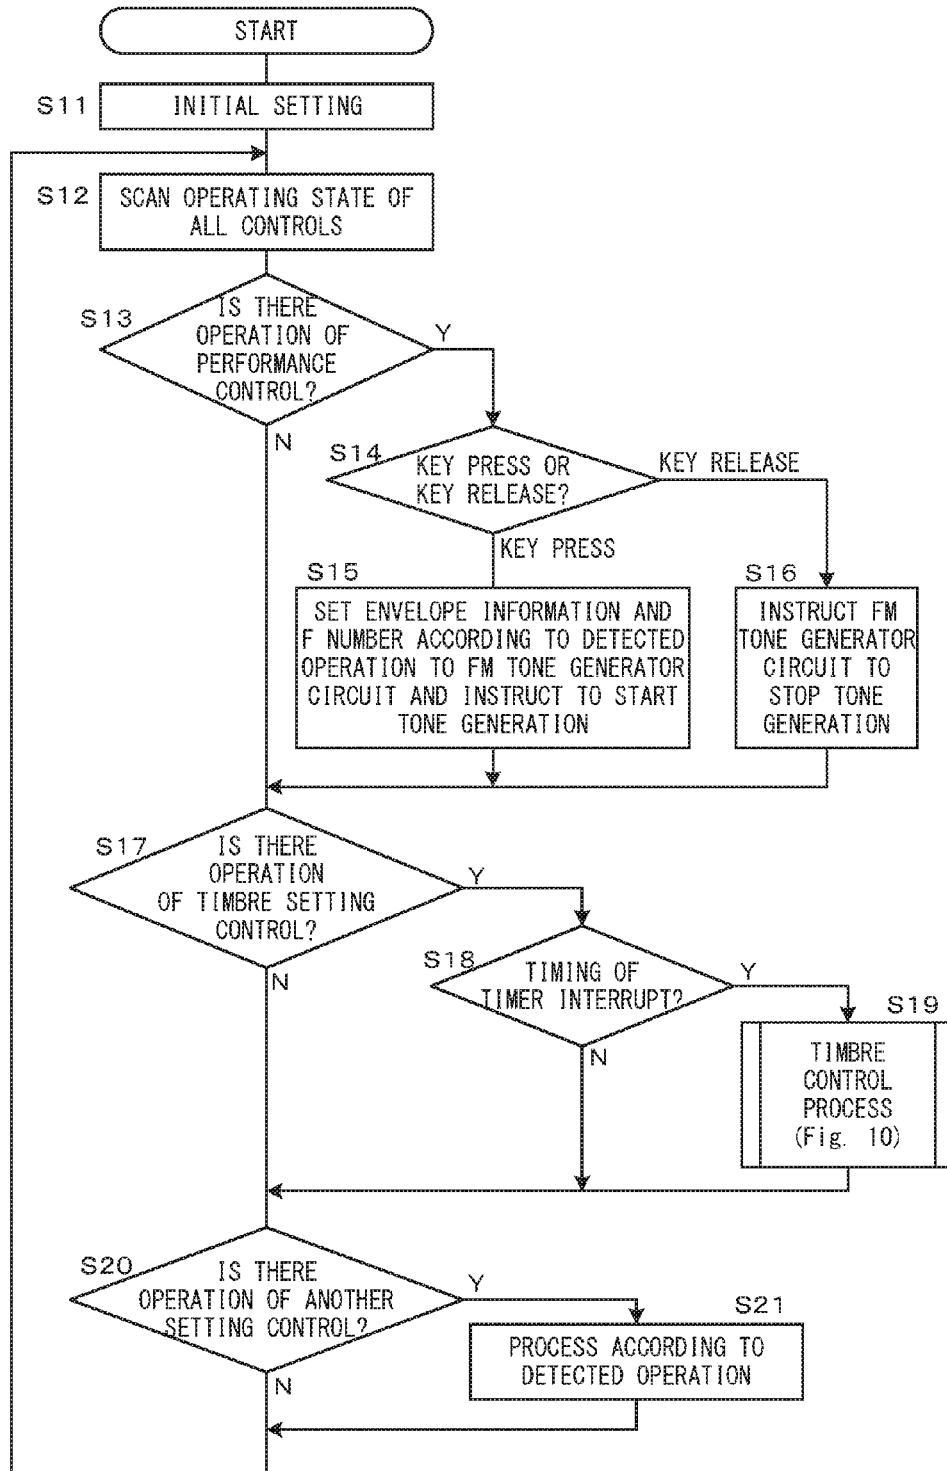 START
S11
INITIAL SETTING
S12
SCAN OPERATING STATE OF
ALL CONTROLS
S13
IS THERE
OPERATION OF
PERFORMANCE
CONTROL?
Y
N
S14
KEY PRESS OR
KEY RELEASE?
KEY RELEASE
KEY PRESS
S15
SET ENVELOPE INFORMATION AND
F NUMBER ACCORDING TO DETECTED
OPERATION TO FM TONE GENERATOR
CIRCUIT AND INSTRUCT TO START
TONE GENERATION
S16
INSTRUCT FM
TONE GENERATOR
CIRCUIT TO
STOP TONE
GENERATION
S17
IS THERE
OPERATION
OF TIMBRE SETTING
CONTROL?
Y
N
S18
TIMING OF
TIMER INTERRUPT?
Y
N
S19
TIMBRE
CONTROL
PROCESS
(Fig. 10)
S20
IS THERE
OPERATION OF ANOTHER
SETTING CONTROL?
Y
N
S21
PROCESS ACCORDING TO
DETECTED OPERATION